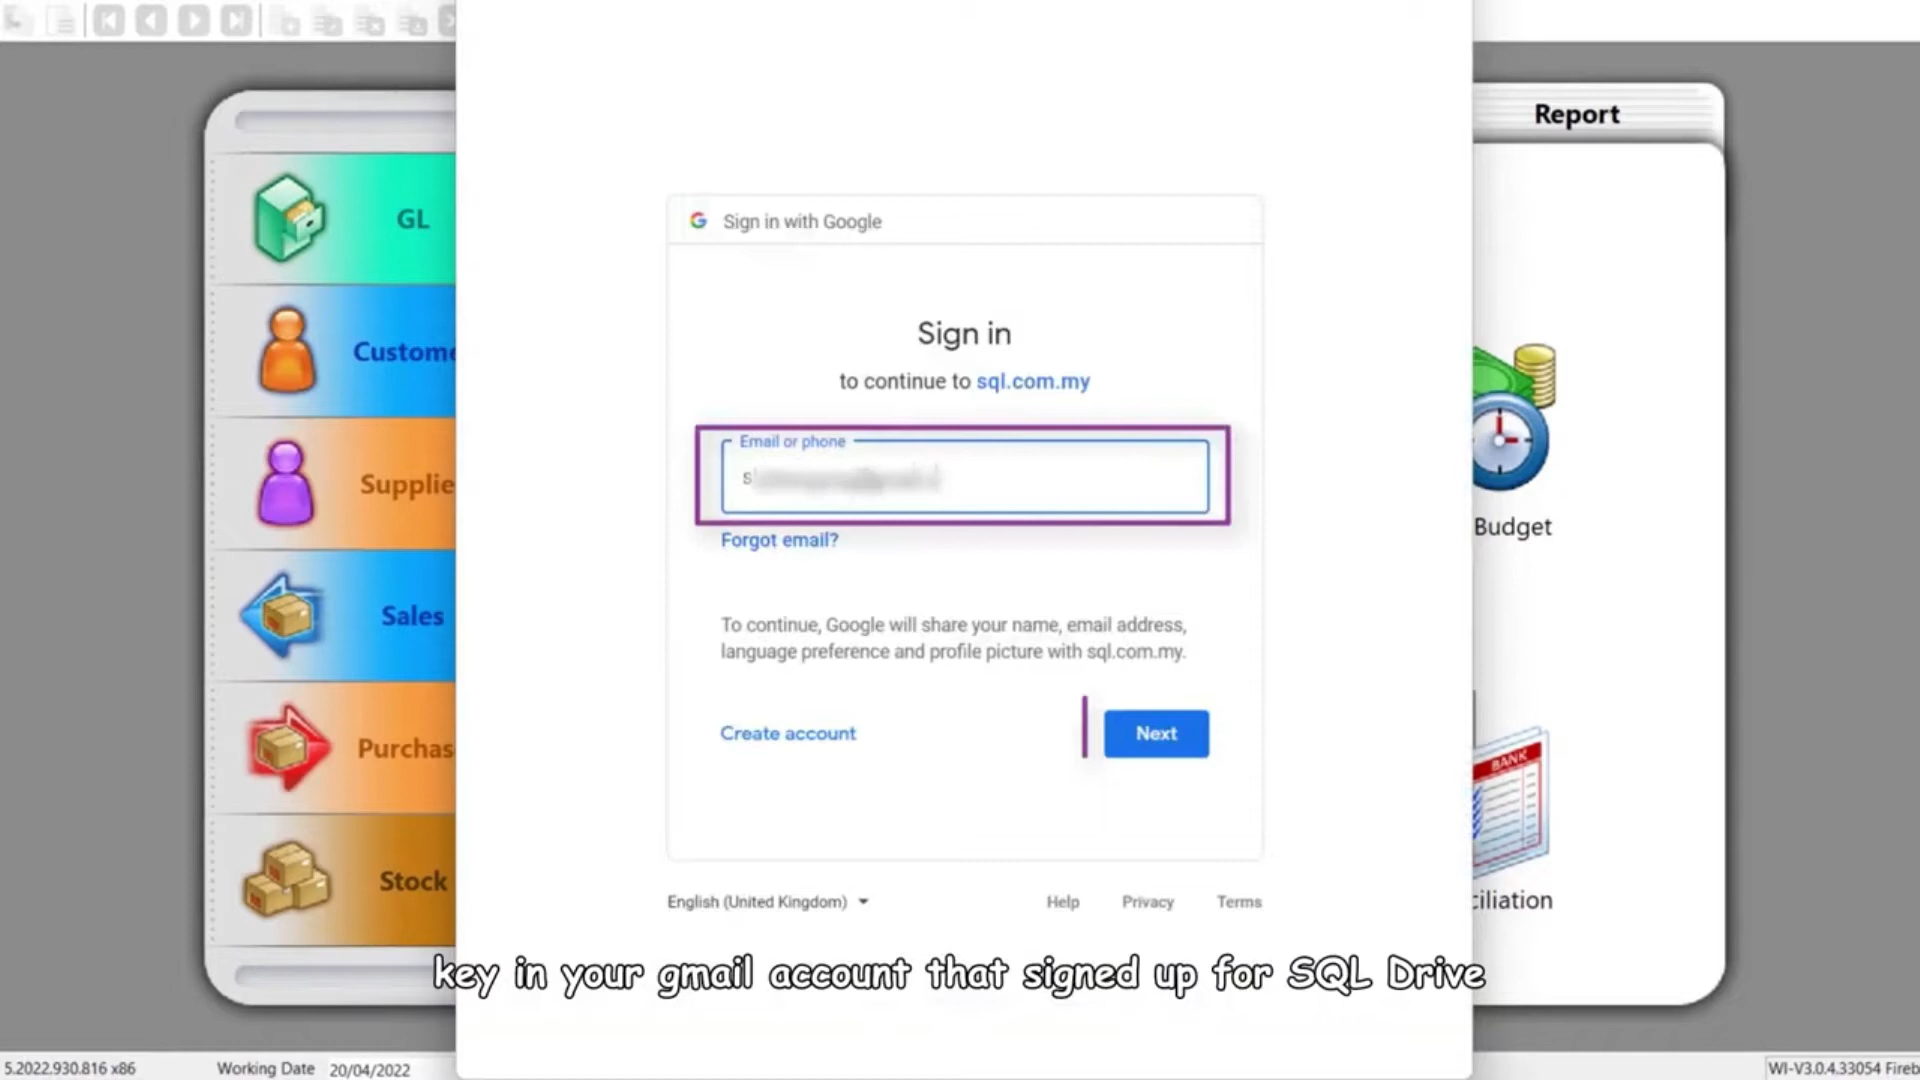 Report
GL
Custome
Supplie
Sales
Purchas
Stock
Sign in with Google
Sign in
to continue to sql.com.my
Email or phone
s
Forgot email?
To continue, Google will share your name, email address,
language preference and profile picture with sql.com.my.
Create account
Next
English (United Kingdom)
Help Privacy Terms
Budget
BANK
ciliation
key in your gmail account that signed up for SQL Drive
5.2022.930.816 x86
Working Date 20/04/2022
WI-V3.0.4.33054 Fireb